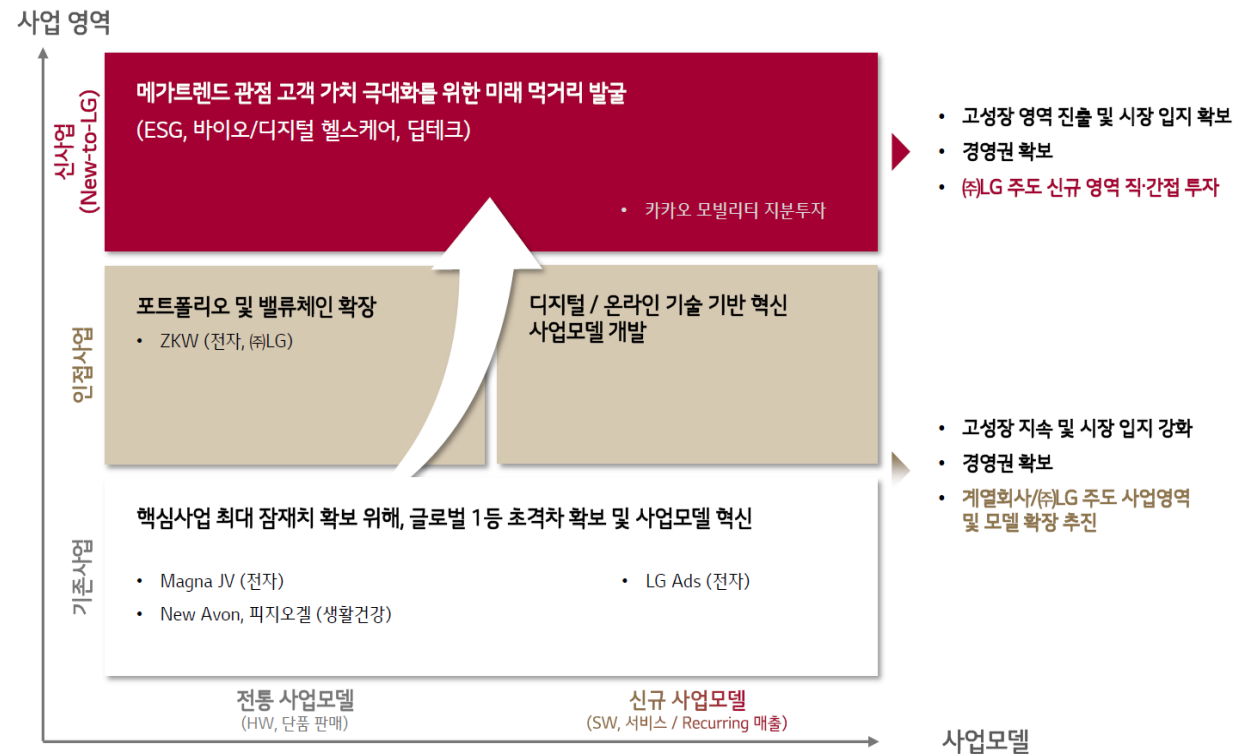 사업 영역
신사업
(New-to-LG)
메가트렌드 관점 고객 가치 극대화를 위한 미래 먹거리 발굴
(ESG, 바이오/디지털 헬스케어, 딥테크)
• 카카오 모빌리티 지분투자
• 고성장 영역 진출 및 시장 입지 확보
• 경영권 확보
• ㈜LG 주도 신규 영역 직·간접 투자
인접사업
포트폴리오 및 밸류체인 확장
• ZKW (전자, ㈜LG)
디지털 / 온라인 기술 기반 혁신
사업모델 개발
• 고성장 지속 및 시장 입지 강화
• 경영권 확보
• 계열회사/㈜LG 주도 사업영역
및 모델 확장 추진
기존사업
핵심사업 최대 잠재치 확보 위해, 글로벌 1등 초격차 확보 및 사업모델 혁신
• Magna JV (전자)
• New Avon, 피지오겔 (생활건강)
• LG Ads (전자)
전통 사업모델
(HW, 단품 판매)
신규 사업모델
(SW, 서비스 / Recurring 매출)
사업모델